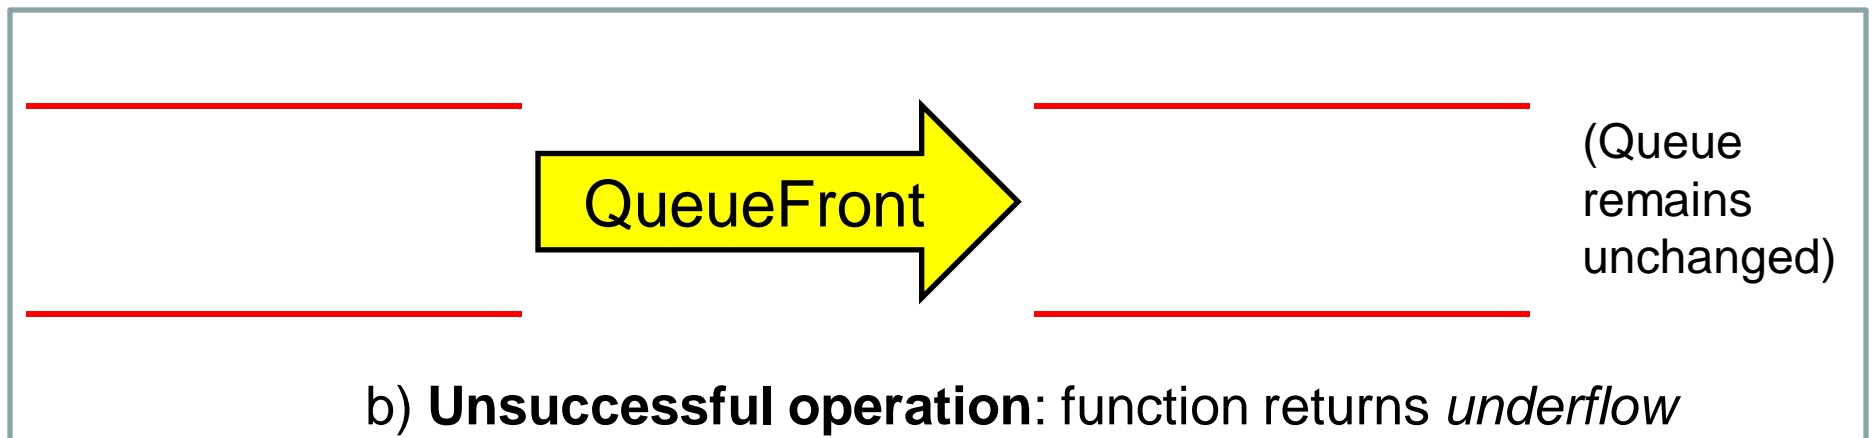 QueueFront
(Queue
remains
unchanged)
b) Unsuccessful operation: function returns underflow